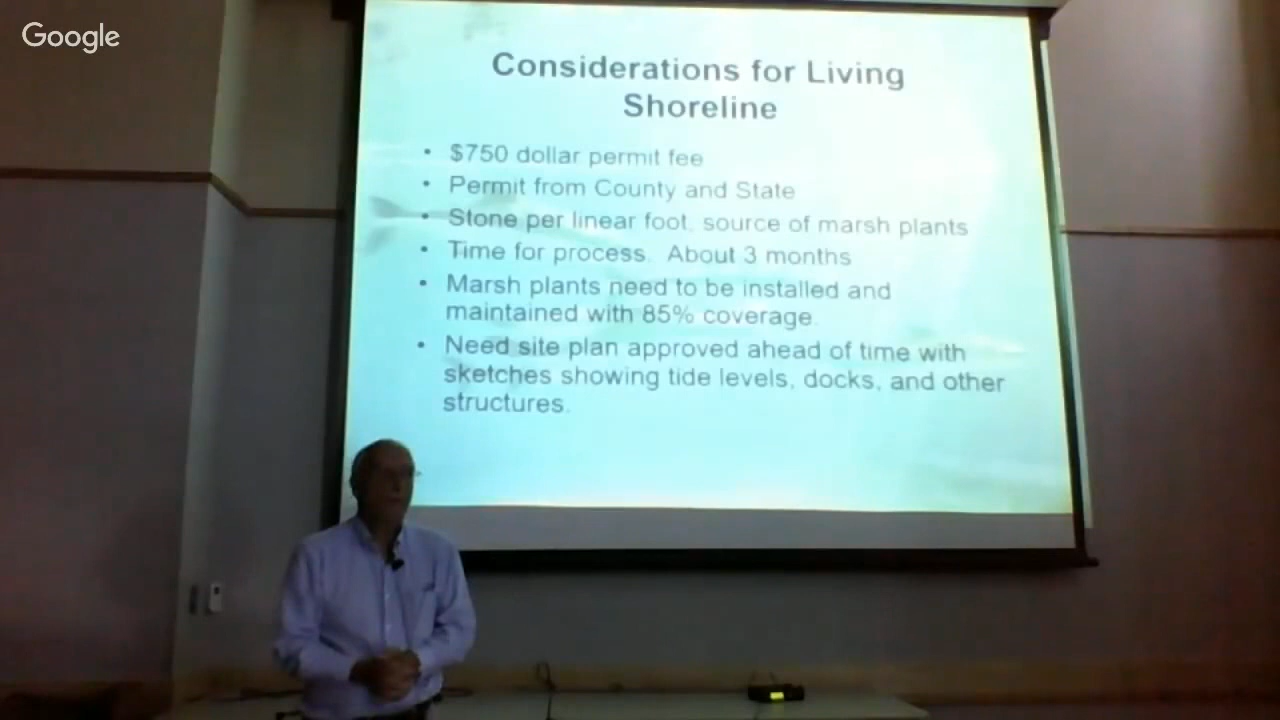 Google
Considerations for Living
Shoreline
• $750 dollar permit fee
• Permit from County and State
• Stone per linear foot, source of marsh plants
• Time for process. About 3 months
• Marsh plants need to be installed and
maintained with 85% coverage.
• Need site plan approved ahead of time with
sketches showing tide levels, docks, and other
structures.